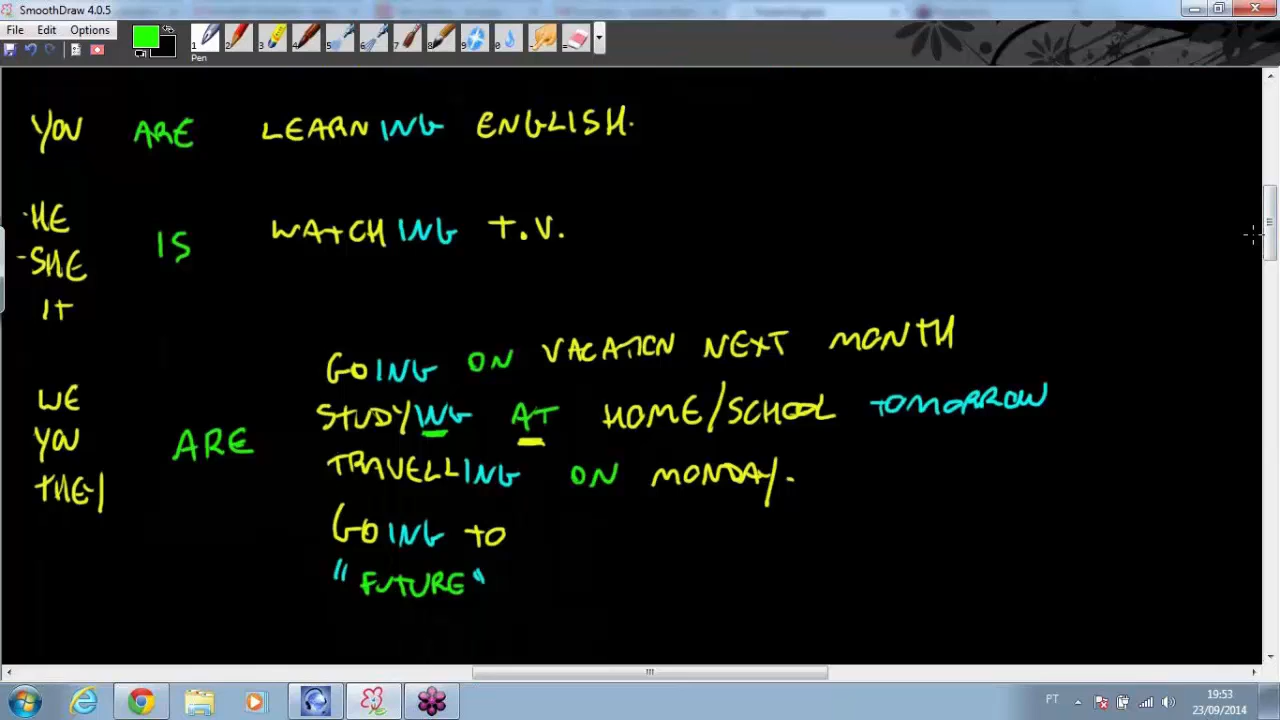 SmoothDraw 4.0.5
File Edit Options
Pen
YOU ARE LEARNING ENGLISH.
-HE
-SHE
IT
IS WATCHING T.V.
WE
YOU
THEY
ARE
GOING ON VACATION NEXT MONTH
STUDYING AT HOME/SCHOOL TOMORROW
TRAVELLING ON MONDAY.
GOING TO
"FUTURE"
PT
19:53
23/09/2014